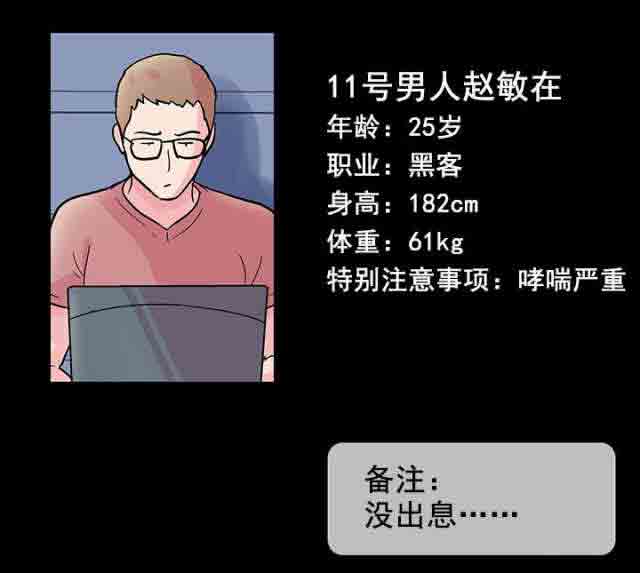 11号男人赵敏在
年龄：25岁
职业：黑客
身高：182cm
体重：61kg
特别注意事项：哮喘严重
备注：
没出息……